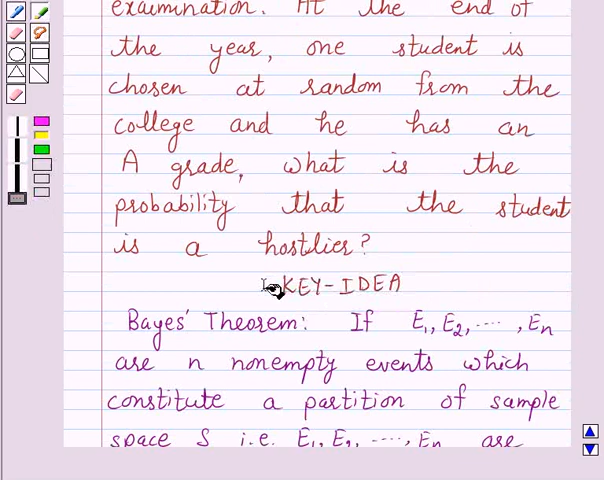 examination. At the end of
the year, one student is
chosen at random from the
college and he has an
A grade, what is the
probability that the student
is a hostlier?
KEY-IDEA
Bayes' Theorem: If E1, E2, ...., En
are n nonempty events which
constitute a partition of sample
space S i.e. E1, E2, ...., En are